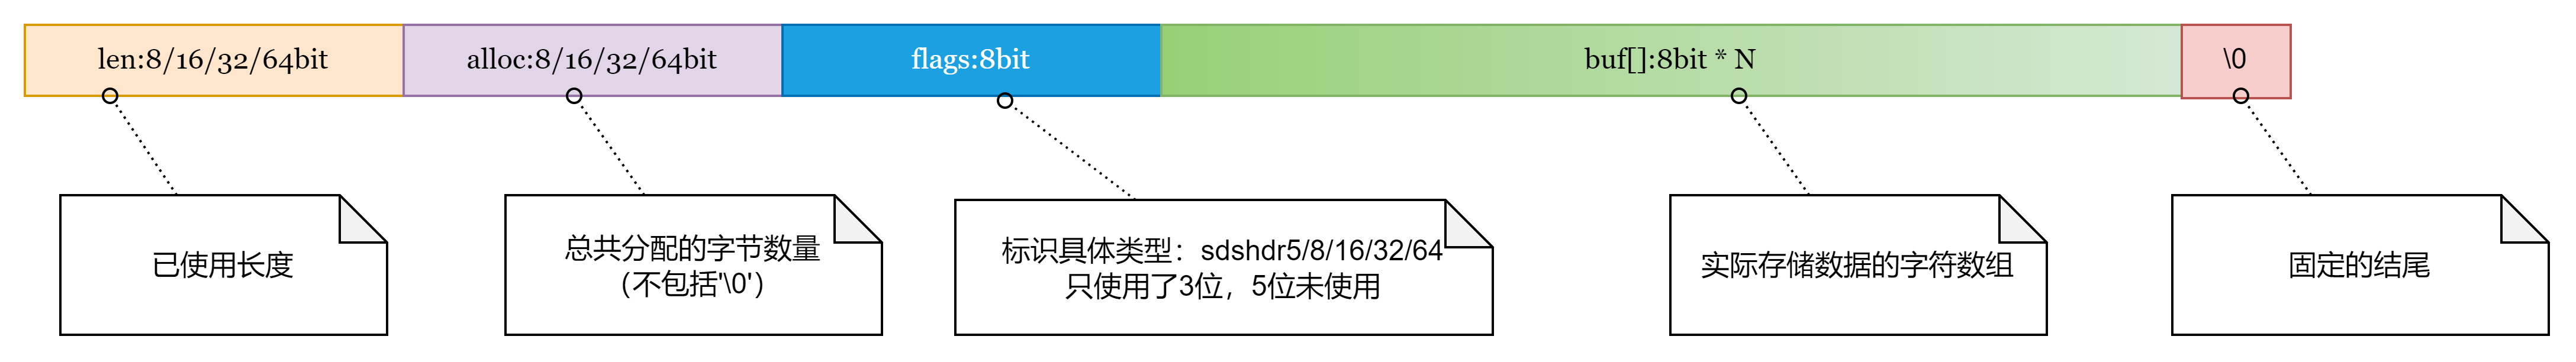 len:8/16/32/64bit
alloc:8/16/32/64bit
flags:8bit
buf[]:8bit * N
\0
已使用长度
总共分配的字节数量
（不包括'\0'）
标识具体类型：sdshdr5/8/16/32/64
只使用了3位，5位未使用
实际存储数据的字符数组
固定的结尾